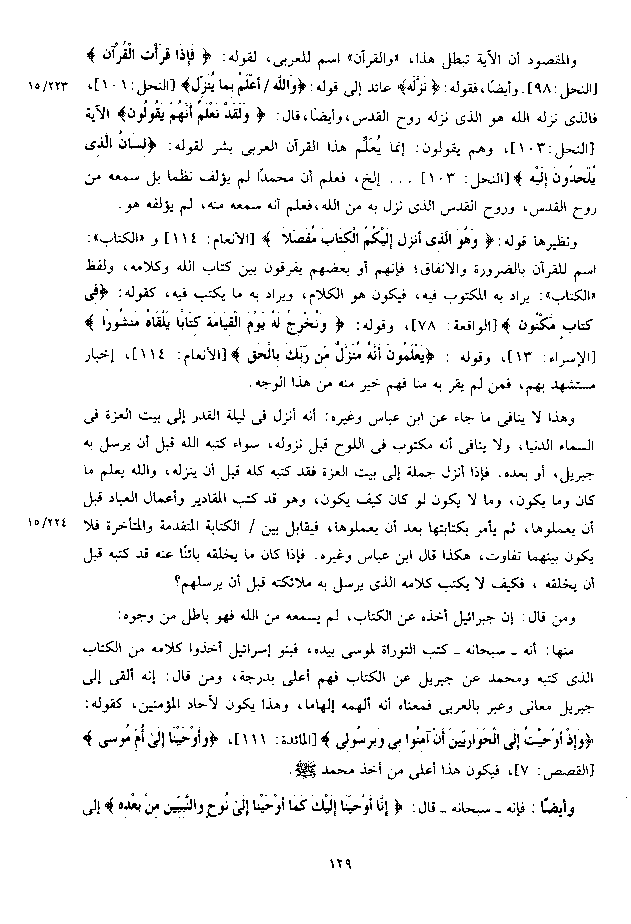 والمقصود أن الآية تبطل هذا، «والقرآن» اسم للعربى، لقوله: ﴿ فَإِذَا قَرَأْتَ الْقُرْآنَ ﴾
[النحل: ٩٨]. وأيضًا، فقوله: ﴿ نَزَّلَهُ﴾ عائد إلى قوله: ﴿وَاللَّهُ / أَعْلَمُ بِمَا يُنَزِّلُ﴾ [النحل: ١٠١]،
١٥/٢٢٣
فالذى نزله الله هو الذى نزله روح القدس، وأيضًا، قال: ﴿ وَلَقَدْ نَعْلَمُ أَنَّهُمْ يَقُولُونَ﴾ الآية
[النحل: ١٠٣]، وهم يقولون: إنما يُعَلِّم هذا القرآن العربى بشر لقوله: ﴿لِسَانُ الَّذِى
يُلْحِدُونَ إِلَيْهِ ﴾ [النحل: ١٠٣] ... إلخ، فعلم أن محمدًا لم يؤلف نظما بل سمعه من
روح القدس، وروح القدس الذى نزل به من الله، فعلم أنه سمعه منه، لم يؤلفه هو.
ونظيرها قوله: ﴿ وَهُوَ الَّذِى أَنزَلَ إِلَيْكُمُ الْكِتَابَ مُفَصَّلاً ﴾ [الأنعام: ١١٤] و «الكتاب»:
اسم للقرآن بالضرورة والاتفاق؛ فإنهم أو بعضهم يفرقون بين كتاب الله وكلامه، ولفظ
«الكتاب»: يراد به المكتوب فيه، فيكون هو الكلام، ويراد به ما يكتب فيه، كقوله: ﴿فِى
كِتَابٍ مَكْنُونٍ ﴾ [الواقعة: ٧٨]، وقوله: ﴿ وَنُخْرِجُ لَهُ يَوْمَ الْقِيَامَةِ كِتَابًا يَلْقَاهُ مَنشُورًا ﴾
[الإسراء: ١٣]، وقوله : ﴿يَعْلَمُونَ أَنَّهُ مُنَزَّلٌ مِّن رَّبِّكَ بِالْحَقِّ ﴾ [الأنعام: ١١٤]، إخبار
مستشهد بهم، فمن لم يقر به منا فهم خير منه من هذا الوجه.
وهذا لا ينافى ما جاء عن ابن عباس وغيره: أنه أنزل فى ليلة القدر إلى بيت العزة فى
السماء الدنيا، ولا ينافى أنه مكتوب فى اللوح قبل نزوله، سواء كتبه الله قبل أن يرسل به
جبريل، أو بعده. فإذا أنزل جملة إلى بيت العزة فقد كتبه كله قبل أن ينزله، والله يعلم ما
كان وما يكون، وما لا يكون لو كان كيف يكون، وهو قد كتب المقادير وأعمال العباد قبل
أن يعملوها، ثم يأمر بكتابتها بعد أن يعملوها، فيقابل بين / الكتابة المتقدمة والمتأخرة فلا
١٥/٢٢٤
يكون بينهما تفاوت، هكذا قال ابن عباس وغيره. فإذا كان ما يخلقه بائنًا عنه قد كتبه قبل
أن يخلقه ، فكيف لا يكتب كلامه الذى يرسل به ملائكته قبل أن يرسلهم؟
ومن قال: إن جبرائيل أخذه عن الكتاب، لم يسمعه من الله فهو باطل من وجوه:
منها: أنه ـ سبحانه ـ كتب التوراة لموسى بيده، فبنو إسرائيل أخذوا كلامه من الكتاب
الذى كتبه ومحمد عن جبريل عن الكتاب فهم أعلى بدرجة، ومن قال: إنه ألقى إلى
جبريل معانى وعبر بالعربى فمعناه أنه ألهمه إلهاما، وهذا يكون لآحاد المؤمنين، كقوله:
﴿وَإِذْ أَوْحَيْتُ إِلَى الْحَوَارِيِّينَ أَنْ آمِنُوا بِى وَبِرَسُولِى ﴾ [المائدة: ١١١]، ﴿وَأَوْحَيْنَا إِلَىٰ أُمِّ مُوسَى ﴾
[القصص: ٧]، فيكون هذا أعلى من أخذ محمد ﷺ.
وأيضًا : فإنه ـ سبحانه ـ قال: ﴿ إِنَّا أَوْحَيْنَا إِلَيْكَ كَمَا أَوْحَيْنَا إِلَىٰ نُوحٍ وَالنَّبِيِّينَ مِنْ بَعْدِهِ ﴾ إلى
١٢٩